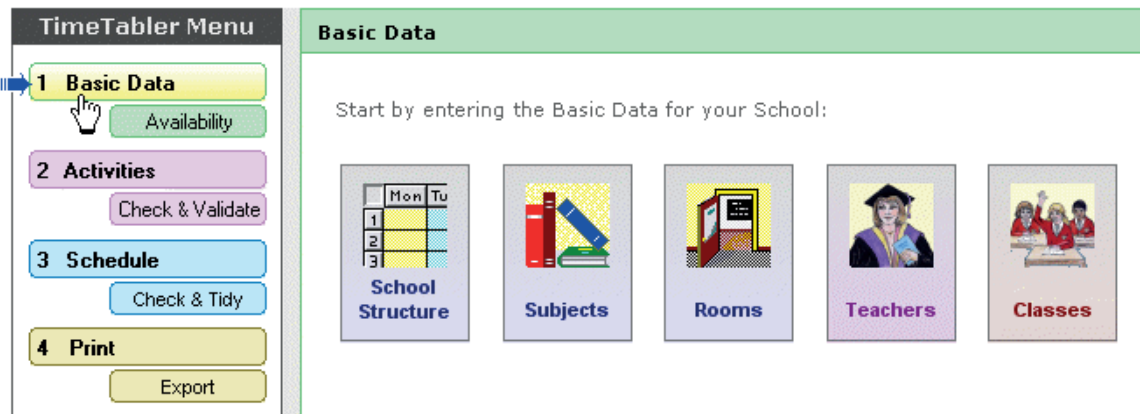 TimeTabler Menu
1 Basic Data
Availability
2 Activities
Check & Validate
3 Schedule
Check & Tidy
4 Print
Export
Basic Data
Start by entering the Basic Data for your School:
Mon Tu
1
2
3
School
Structure
Subjects
Rooms
Teachers
Classes